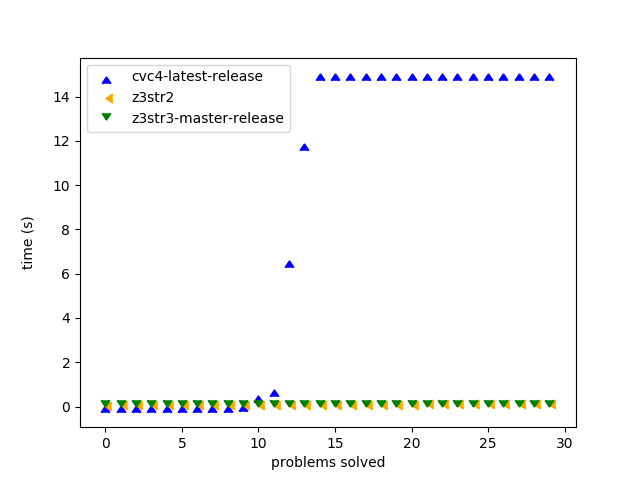 cvc4-latest-release
z3str2
z3str3-master-release
14
12
10
8
6
4
2
0
time (s)
0 5 10 15 20 25 30
problems solved